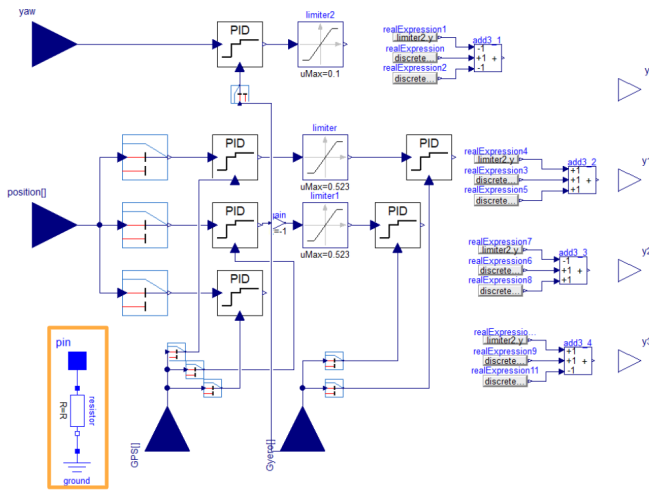 yaw
PID
limiter2
uMax=0.1
realExpression1
limiter2.y
realExpression
discrete...
realExpression2
discrete...
add3_1
-1
+1 +
-1
y
position[]
PID
limiter
uMax=0.523
PID
realExpression4
limiter2.y
realExpression3
discrete...
realExpression5
discrete...
add3_2
+1
+1 +
+1
y1
PID
=-1
limiter1
uMax=0.523
PID
realExpression7
limiter2.y
realExpression6
discrete...
realExpression8
discrete...
add3_3
-1
+1 +
+1
y2
PID
realExpressio...
limiter2.y
realExpression9
discrete...
realExpression11
discrete...
add3_4
+1
+1 +
-1
y3
pin
resistor
R=R
ground
GPS[]
Gyero[]